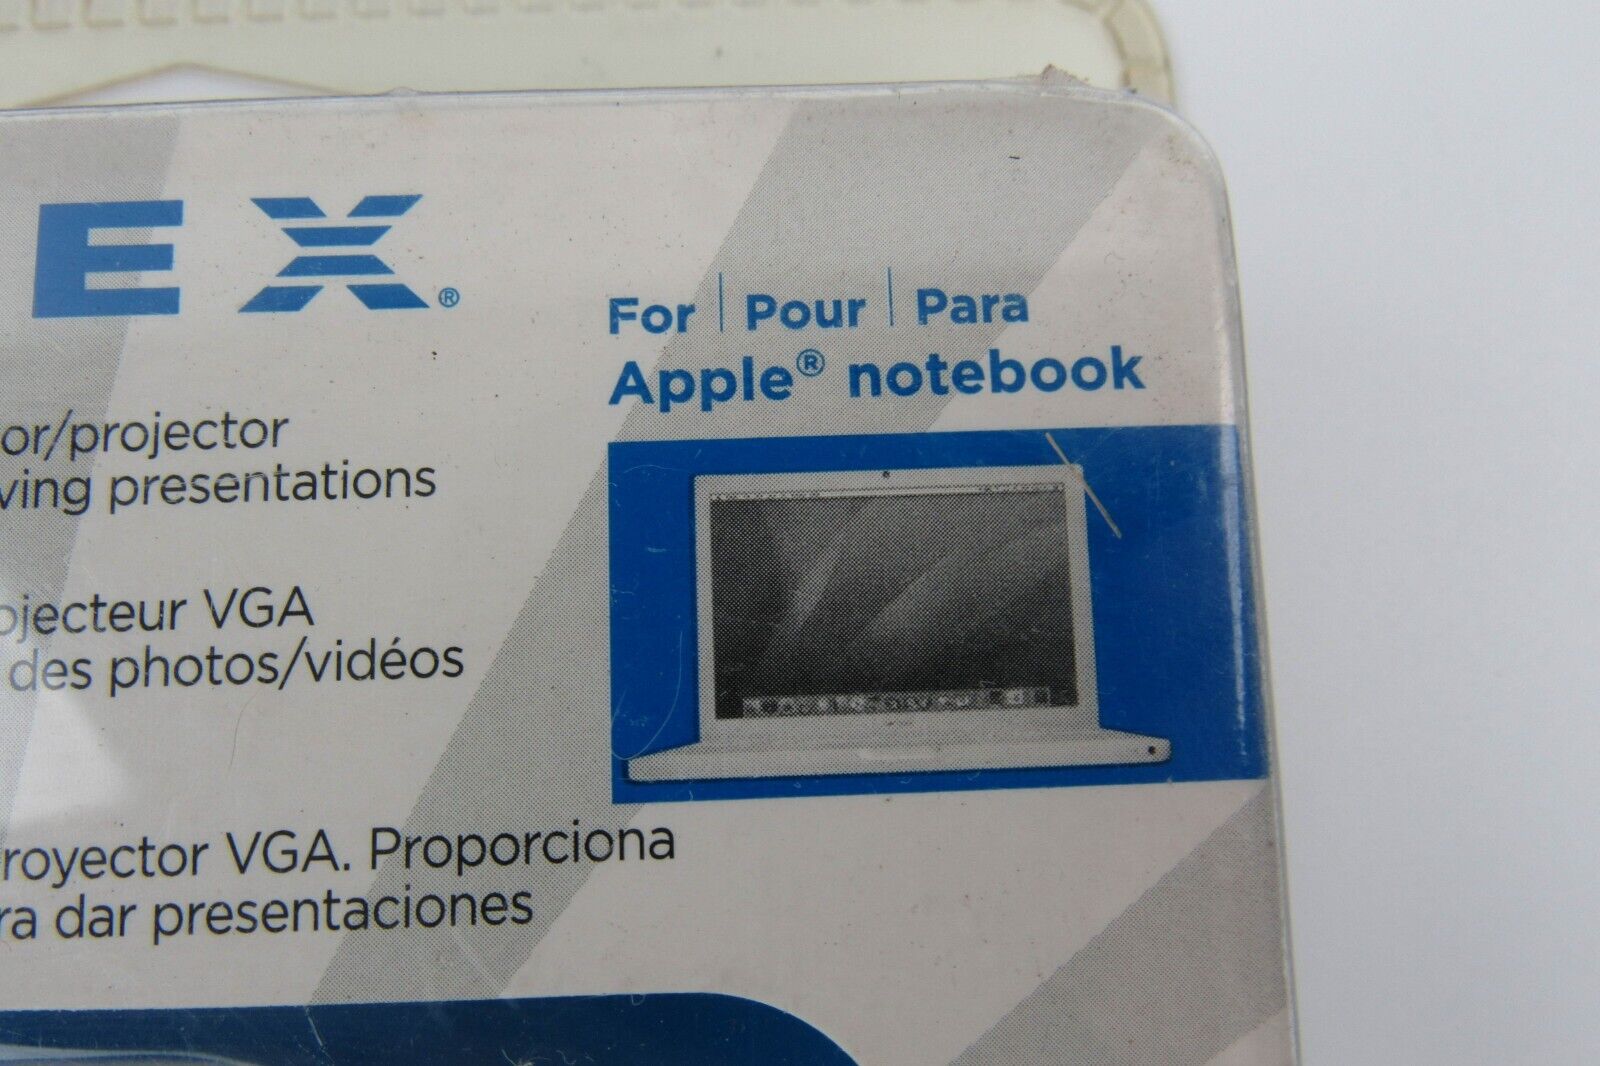 EX®
For | Pour | Para
Apple® notebook
or/projector
ving presentations
ojecteur VGA
des photos/vidéos
royector VGA. Proporciona
ra dar presentaciones